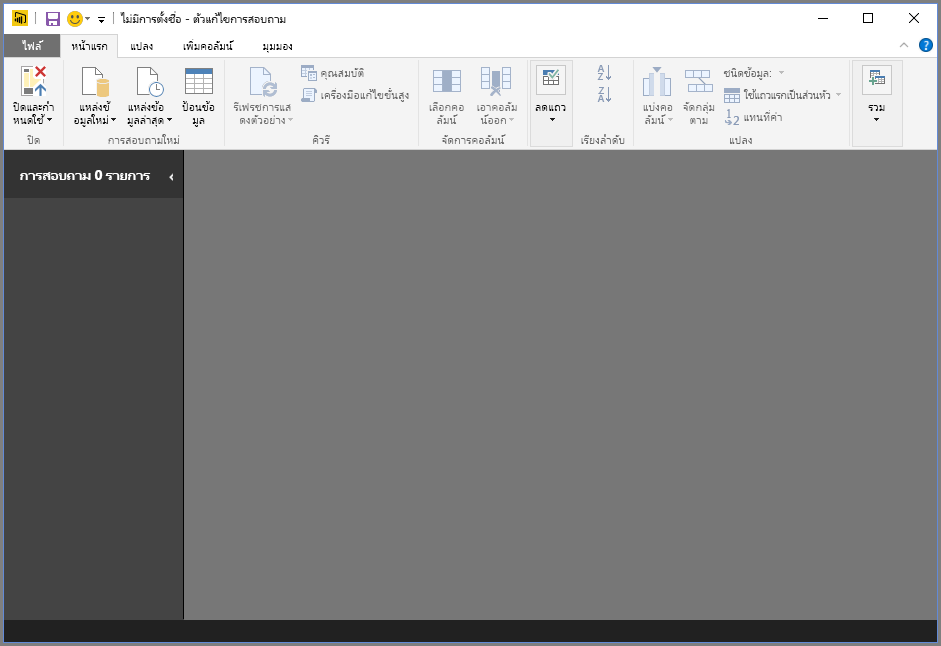 ไม่มีการตั้งชื่อ - ตัวแก้ไขการสอบถาม
ไฟล์ หน้าแรก แปลง เพิ่มคอลัมน์ มุมมอง
ปิดและกำ
หนดใช้
แหล่งข้
อมูลใหม่
แหล่งข้อ
มูลล่าสุด
ป้อนข้อ
มูล
รีเฟรชการแส
ดงตัวอย่าง
คุณสมบัติ
เครื่องมือแก้ไขขั้นสูง
เลือกคอ
ลัมน์
เอาคอลัม
น์ออก
ลดแถว
แบ่งคอ
ลัมน์
จัดกลุ่ม
ตาม
ชนิดข้อมูล:
ใช้แถวแรกเป็นส่วนหัว
แทนที่ค่า
รวม
ปิด การสอบถามใหม่ คิวรี จัดการคอลัมน์ เรียงลำดับ แปลง
การสอบถาม 0 รายการ